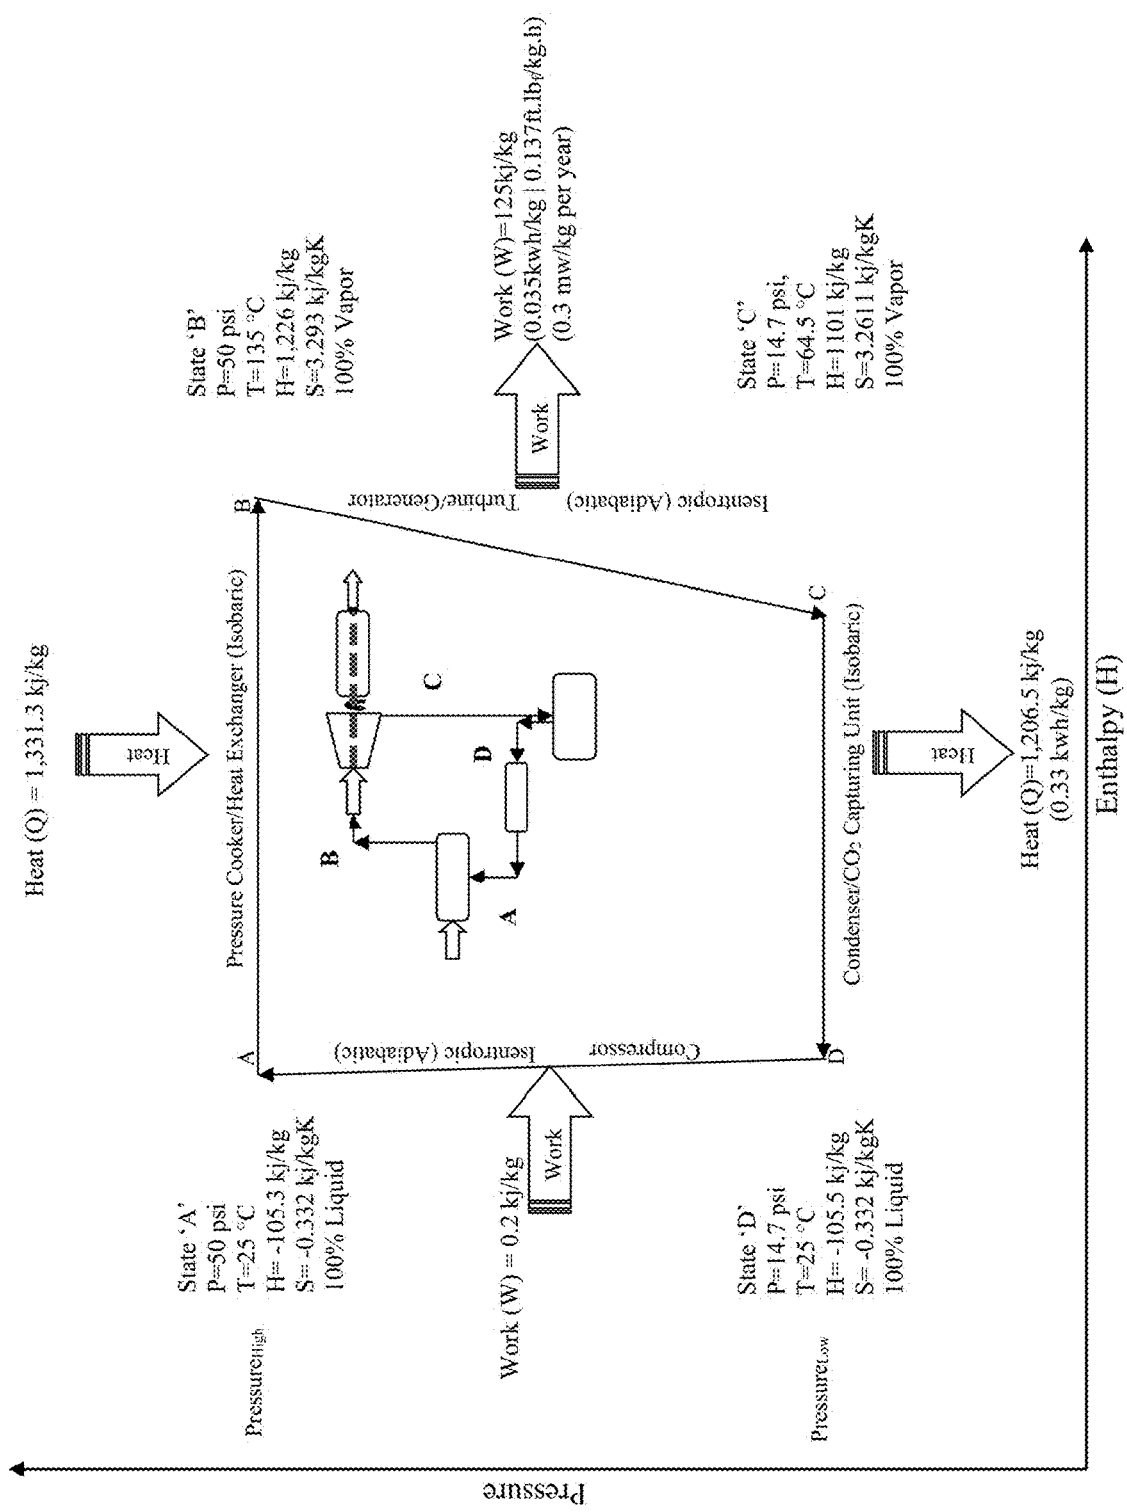 Heat (Q) = 1,331.3 kj/kg
Heat
State ‘A’
P=50 psi
T=25 °C
H= -105.3 kj/kg
S= -0.332 kj/kgK
100% Liquid
PressureHigh
A
Pressure Cooker/Heat Exchanger (Isobaric)
B
State ‘B’
P=50 psi
T=135 °C
H=1,226 kj/kg
S=3.293 kj/kgK
100% Vapor
Work (W) = 0.2 kj/kg
Work
Isentropic (Adiabatic)
Compressor
A
B
C
D
Turbine/Generator
Isentropic (Adiabatic)
Work
Work (W)=125kj/kg
(0.035kwh/kg | 0.137ft.lbf/kg.h)
(0.3 mw/kg per year)
State ‘D’
P=14.7 psi
T=25 °C
H= -105.5 kj/kg
S= -0.332 kj/kgK
100% Liquid
PressureLow
D
Condenser/CO₂ Capturing Unit (Isobaric)
C
State ‘C’
P=14.7 psi,
T=64.5 °C
H=1101 kj/kg
S=3.2611 kj/kgK
100% Vapor
Heat
Heat (Q)=1,206.5 kj/kg
(0.33 kwh/kg)
Pressure
Enthalpy (H)